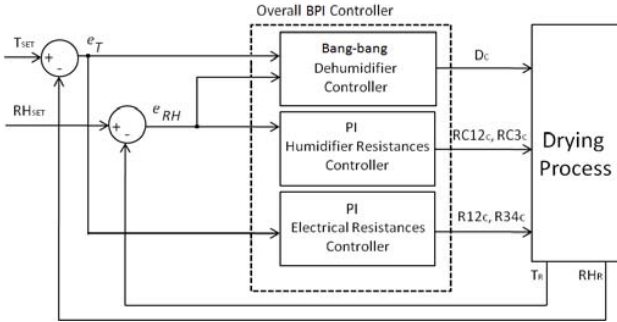 Overall BPI Controller
TSET
+
-
eT
Bang-bang
Dehumidifier
Controller
DC
RHSET
+
-
eRH
PI
Humidifier Resistances
Controller
RC12C, RC3C
Drying
Process
PI
Electrical Resistances
Controller
R12C, R34C
TR
RHR